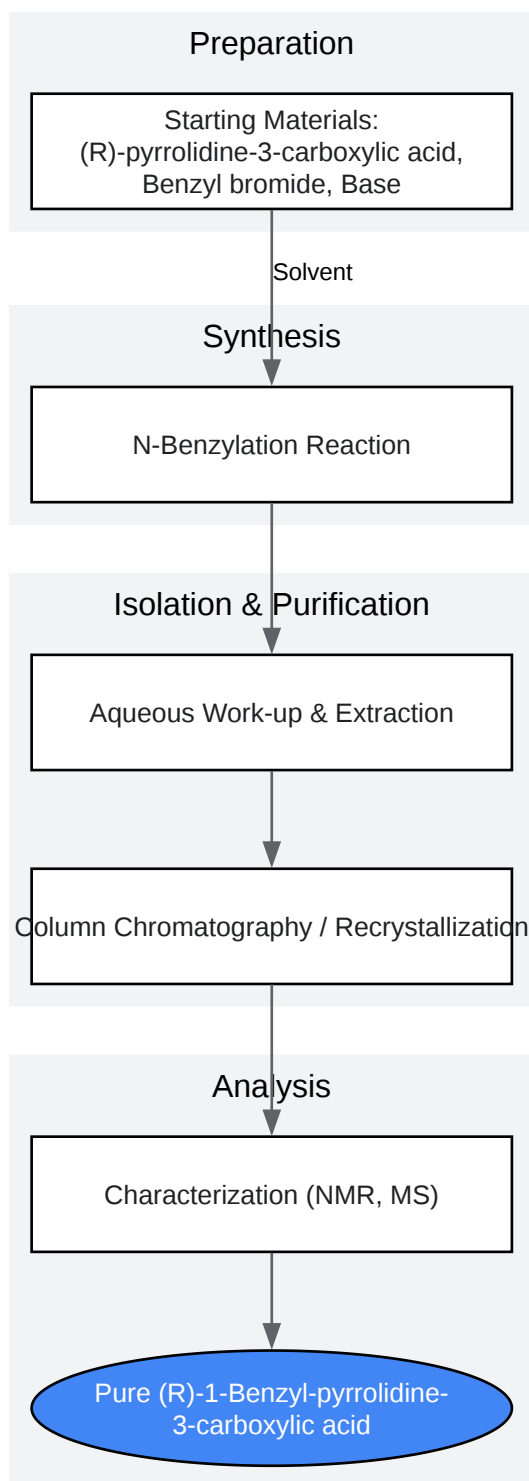 Preparation
Starting Materials:
(R)-pyrrolidine-3-carboxylic acid,
Benzyl bromide, Base
Solvent
Synthesis
N-Benzylation Reaction
Isolation & Purification
Aqueous Work-up & Extraction
Column Chromatography / Recrystallization
Analysis
Characterization (NMR, MS)
Pure (R)-1-Benzyl-pyrrolidine-
3-carboxylic acid